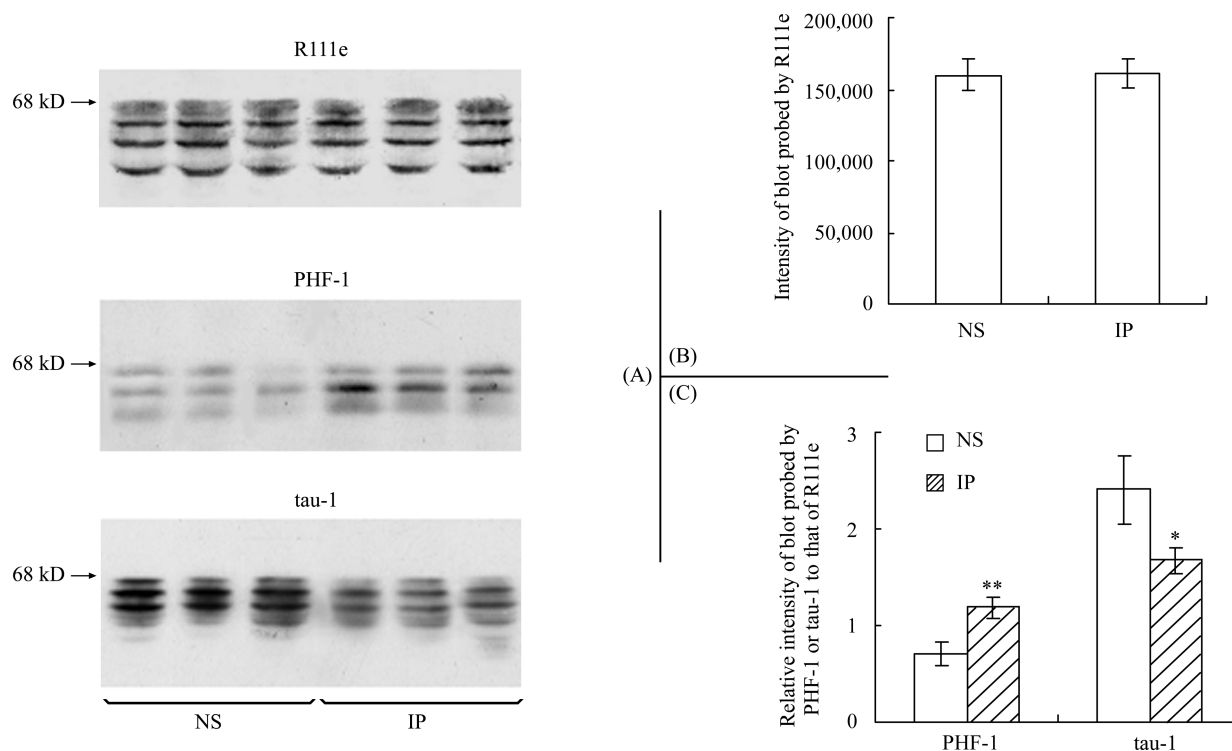 R111e
68 kD
PHF-1
68 kD
tau-1
68 kD
NS IP
(A)
(B)
(C)
Intensity of blot probed by R111e
200,000
150,000
100,000
50,000
0
NS IP
Relative intensity of blot probed by
PHF-1 or tau-1 to that of R111e
3
2
1
0
NS
IP
**
*
PHF-1 tau-1